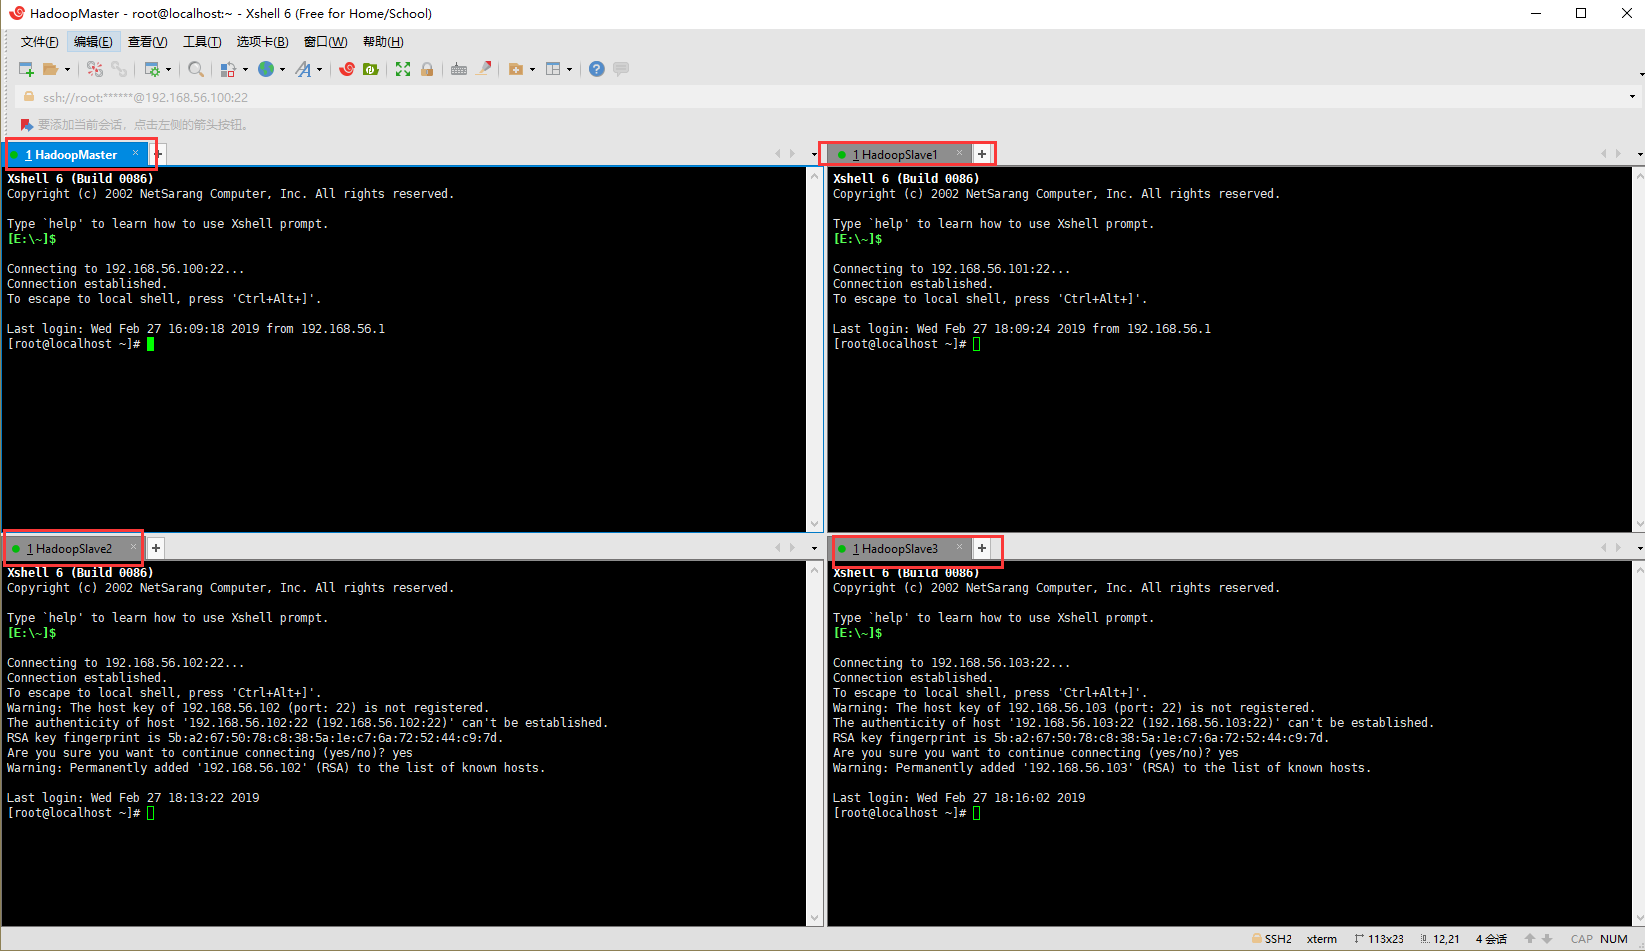 HadoopMaster - root@localhost:~ - Xshell 6 (Free for Home/School)
文件(F) 编辑(E) 查看(V) 工具(T) 选项卡(B) 窗口(W) 帮助(H)
ssh://root:******@192.168.56.100:22
要添加当前会话，点击左侧的箭头按钮。
1 HadoopMaster × +
Xshell 6 (Build 0086)
Copyright (c) 2002 NetSarang Computer, Inc. All rights reserved.
Type `help' to learn how to use Xshell prompt.
[E:\~]$
Connecting to 192.168.56.100:22...
Connection established.
To escape to local shell, press 'Ctrl+Alt+]'.
Last login: Wed Feb 27 16:09:18 2019 from 192.168.56.1
[root@localhost ~]#
1 HadoopSlave1 × +
Xshell 6 (Build 0086)
Copyright (c) 2002 NetSarang Computer, Inc. All rights reserved.
Type `help' to learn how to use Xshell prompt.
[E:\~]$
Connecting to 192.168.56.101:22...
Connection established.
To escape to local shell, press 'Ctrl+Alt+]'.
Last login: Wed Feb 27 18:09:24 2019 from 192.168.56.1
[root@localhost ~]#
1 HadoopSlave2 × +
Xshell 6 (Build 0086)
Copyright (c) 2002 NetSarang Computer, Inc. All rights reserved.
Type `help' to learn how to use Xshell prompt.
[E:\~]$
Connecting to 192.168.56.102:22...
Connection established.
To escape to local shell, press 'Ctrl+Alt+]'.
Warning: The host key of 192.168.56.102 (port: 22) is not registered.
The authenticity of host '192.168.56.102:22 (192.168.56.102:22)' can't be established.
RSA key fingerprint is 5b:a2:67:50:78:c8:38:5a:1e:c7:6a:72:52:44:c9:7d.
Are you sure you want to continue connecting (yes/no)? yes
Warning: Permanently added '192.168.56.102' (RSA) to the list of known hosts.
Last login: Wed Feb 27 18:13:22 2019
[root@localhost ~]#
1 HadoopSlave3 × +
Xshell 6 (Build 0086)
Copyright (c) 2002 NetSarang Computer, Inc. All rights reserved.
Type `help' to learn how to use Xshell prompt.
[E:\~]$
Connecting to 192.168.56.103:22...
Connection established.
To escape to local shell, press 'Ctrl+Alt+]'.
Warning: The host key of 192.168.56.103 (port: 22) is not registered.
The authenticity of host '192.168.56.103:22 (192.168.56.103:22)' can't be established.
RSA key fingerprint is 5b:a2:67:50:78:c8:38:5a:1e:c7:6a:72:52:44:c9:7d.
Are you sure you want to continue connecting (yes/no)? yes
Warning: Permanently added '192.168.56.103' (RSA) to the list of known hosts.
Last login: Wed Feb 27 18:16:02 2019
[root@localhost ~]#
SSH2 xterm 113x23 12,21 4 会话 CAP NUM